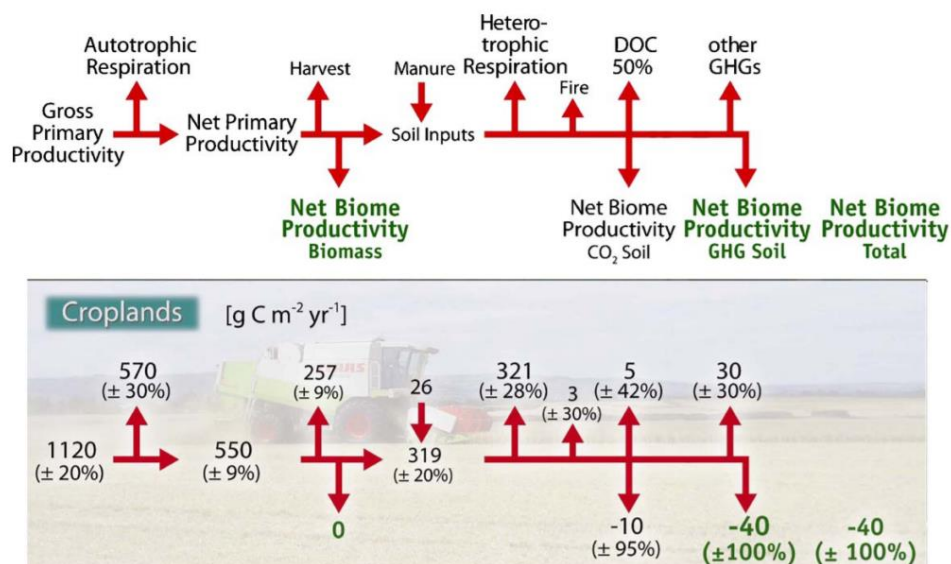 Autotrophic
Respiration
Gross
Primary
Productivity
Net Primary
Productivity
Harvest
Manure
Soil Inputs
Hetero-
trophic
Respiration
Fire
DOC
50%
other
GHGs
Net Biome
Productivity
Biomass
Net Biome
Productivity
CO₂ Soil
Net Biome
Productivity
GHG Soil
Net Biome
Productivity
Total
Croplands
[g C m⁻² yr⁻¹]
570
(± 30%)
257
(± 9%)
26
321
(± 28%)
3
(± 30%)
5
(± 42%)
30
(± 30%)
1120
(± 20%)
550
(± 9%)
319
(± 20%)
0
-10
(± 95%)
-40
(±100%)
-40
(± 100%)